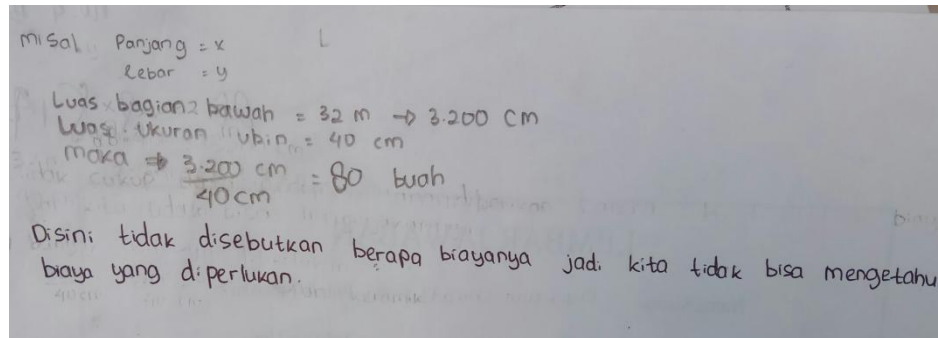 misal Panjang = x
lebar = y
Luas bagian2 bawah = 32 m → 3.200 cm
Luas ukuran ubin = 40 cm
maka → 3.200 cm / 40 cm = 80 buah
Disini tidak disebutkan berapa biayanya jadi kita tidak bisa mengetahu
biaya yang diperlukan.